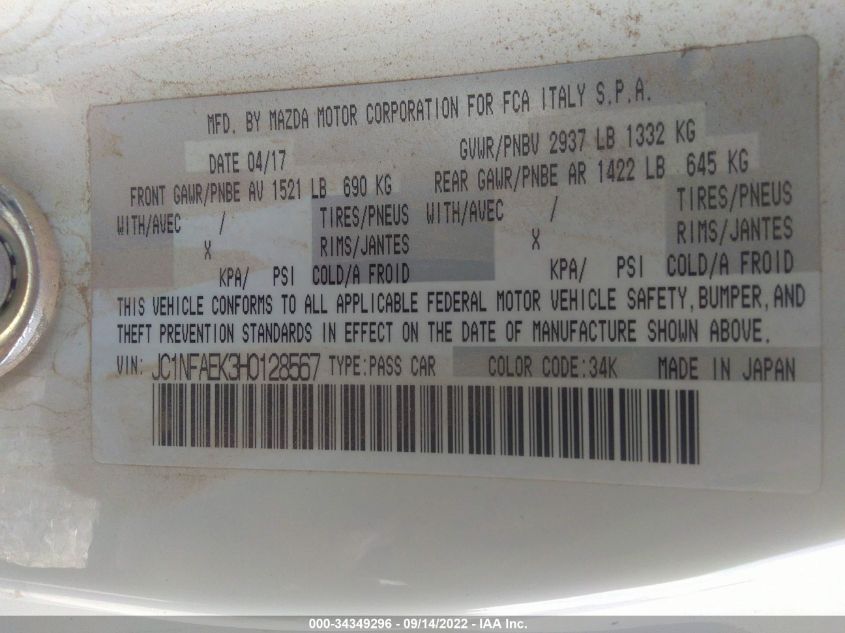 MFD. BY MAZDA MOTOR CORPORATION FOR FCA ITALY S.P.A.
DATE 04/17 GVWR/PNBV 2937 LB 1332 KG
FRONT GAWR/PNBE AV 1521 LB 690 KG REAR GAWR/PNBE AR 1422 LB 645 KG
WITH/AVEC / TIRES/PNEUS WITH/AVEC / TIRES/PNEUS
X RIMS/JANTES X RIMS/JANTES
KPA/ PSI COLD/A FROID KPA/ PSI COLD/A FROID
THIS VEHICLE CONFORMS TO ALL APPLICABLE FEDERAL MOTOR VEHICLE SAFETY, BUMPER, AND
THEFT PREVENTION STANDARDS IN EFFECT ON THE DATE OF MANUFACTURE SHOWN ABOVE.
VIN: JC1NFAEK3H0128567 TYPE:PASS CAR COLOR CODE:34K MADE IN JAPAN
000-34349296 - 09/14/2022 - IAA Inc.